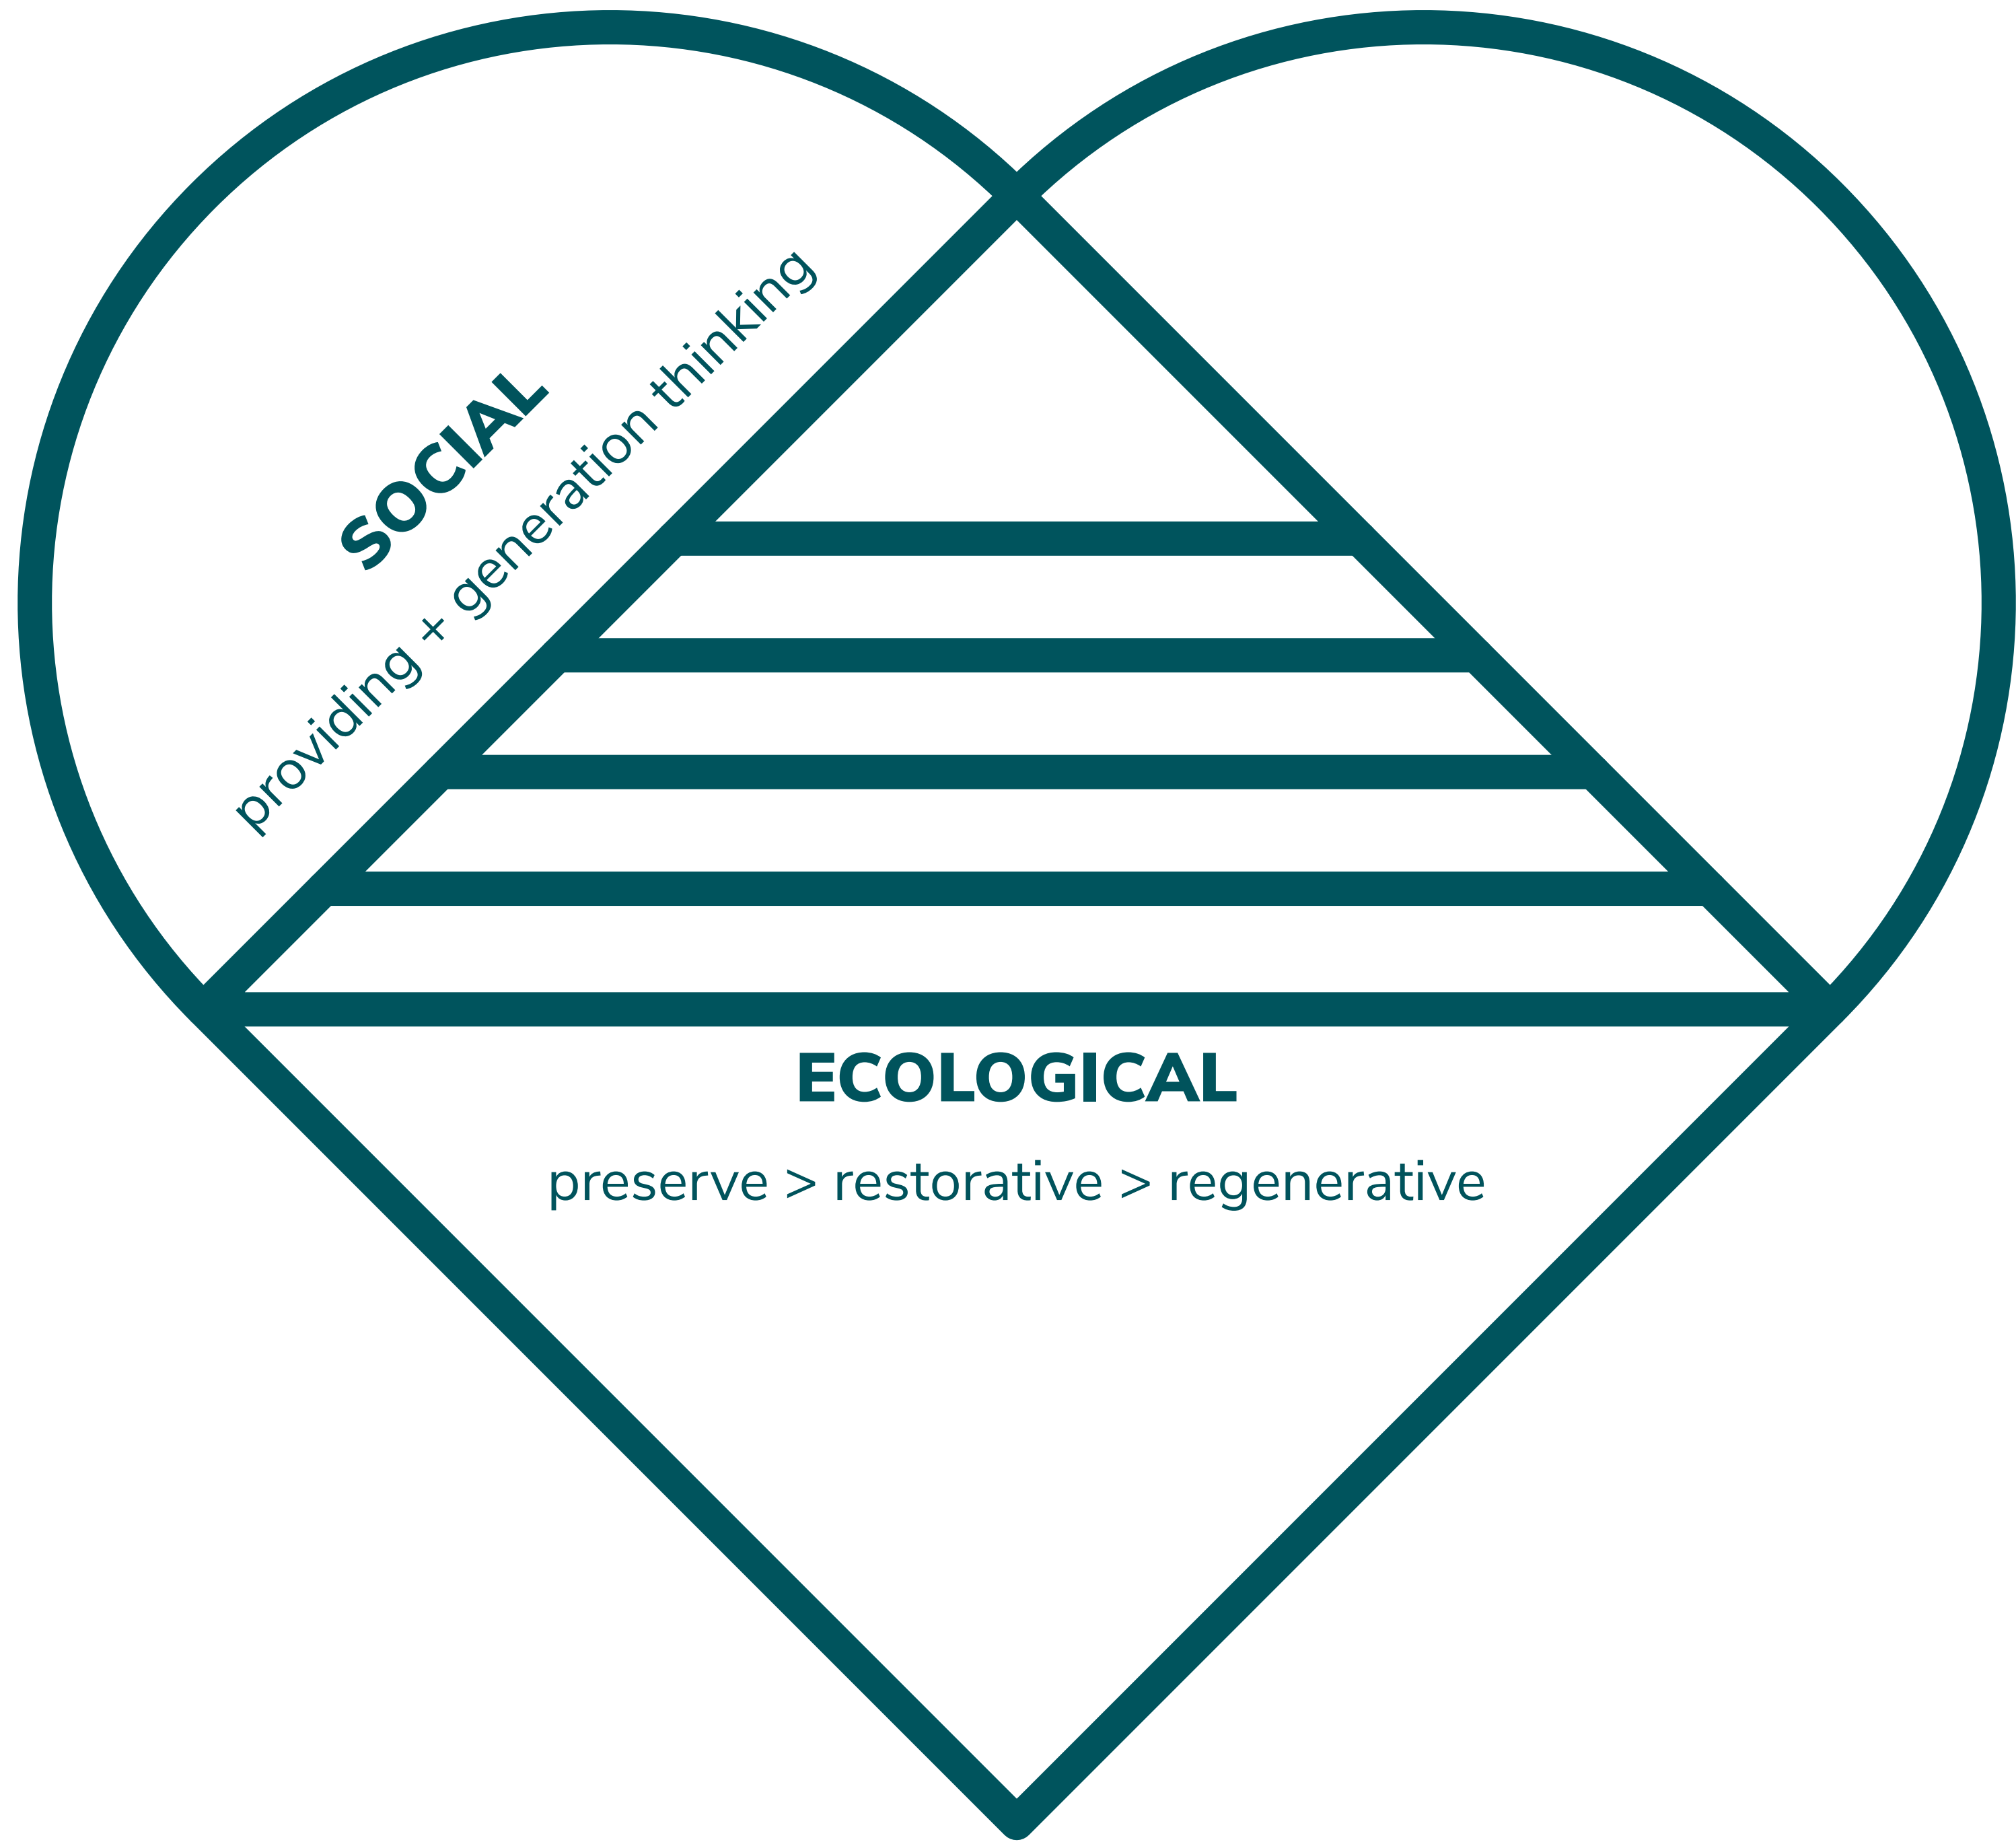 SOCIAL
providing + generation thinking
ECOLOGICAL
preserve > restorative > regenerative